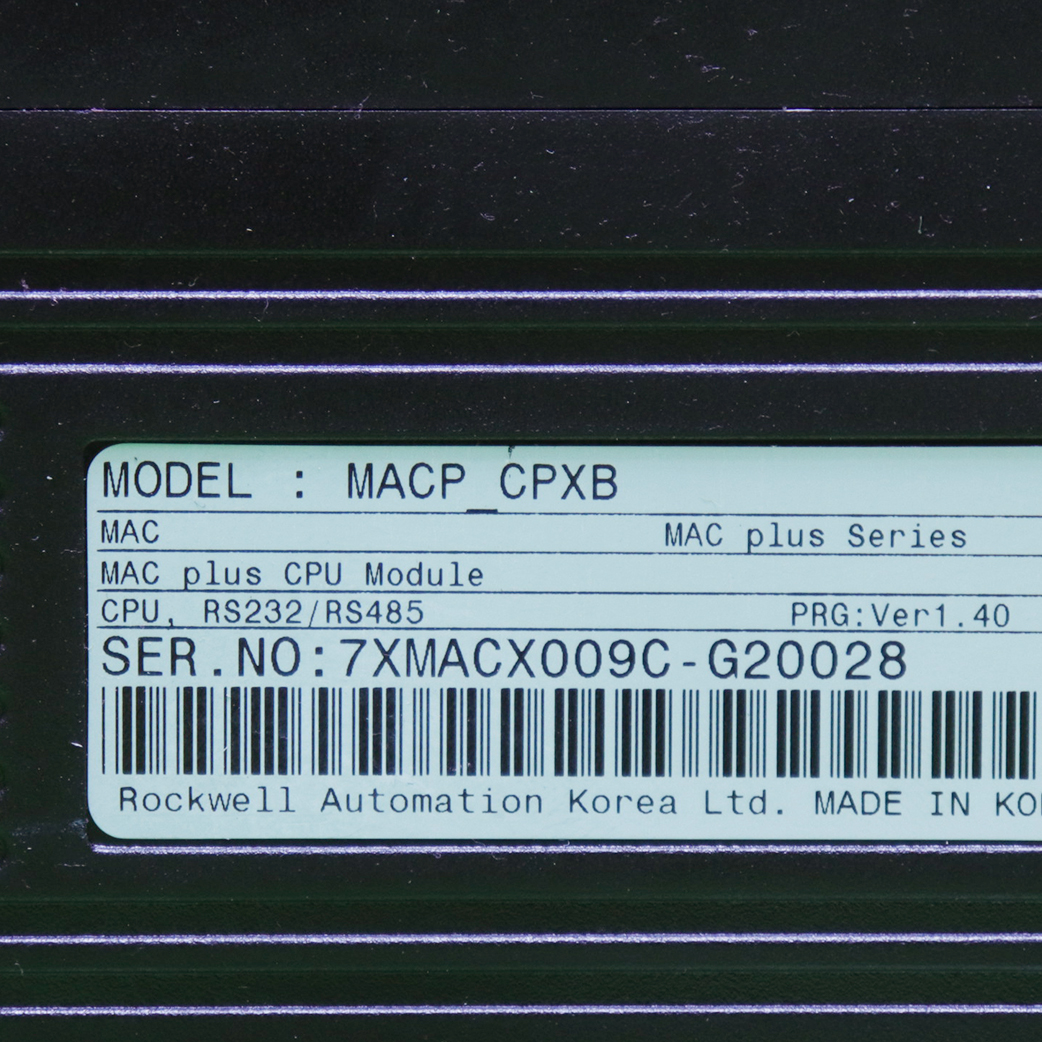 MODEL : MACP_CPXB
MAC MAC plus Series
MAC plus CPU Module
CPU, RS232/RS485 PRG:Ver1.40
SER.NO:7XMACX009C-G20028
Rockwell Automation Korea Ltd. MADE IN